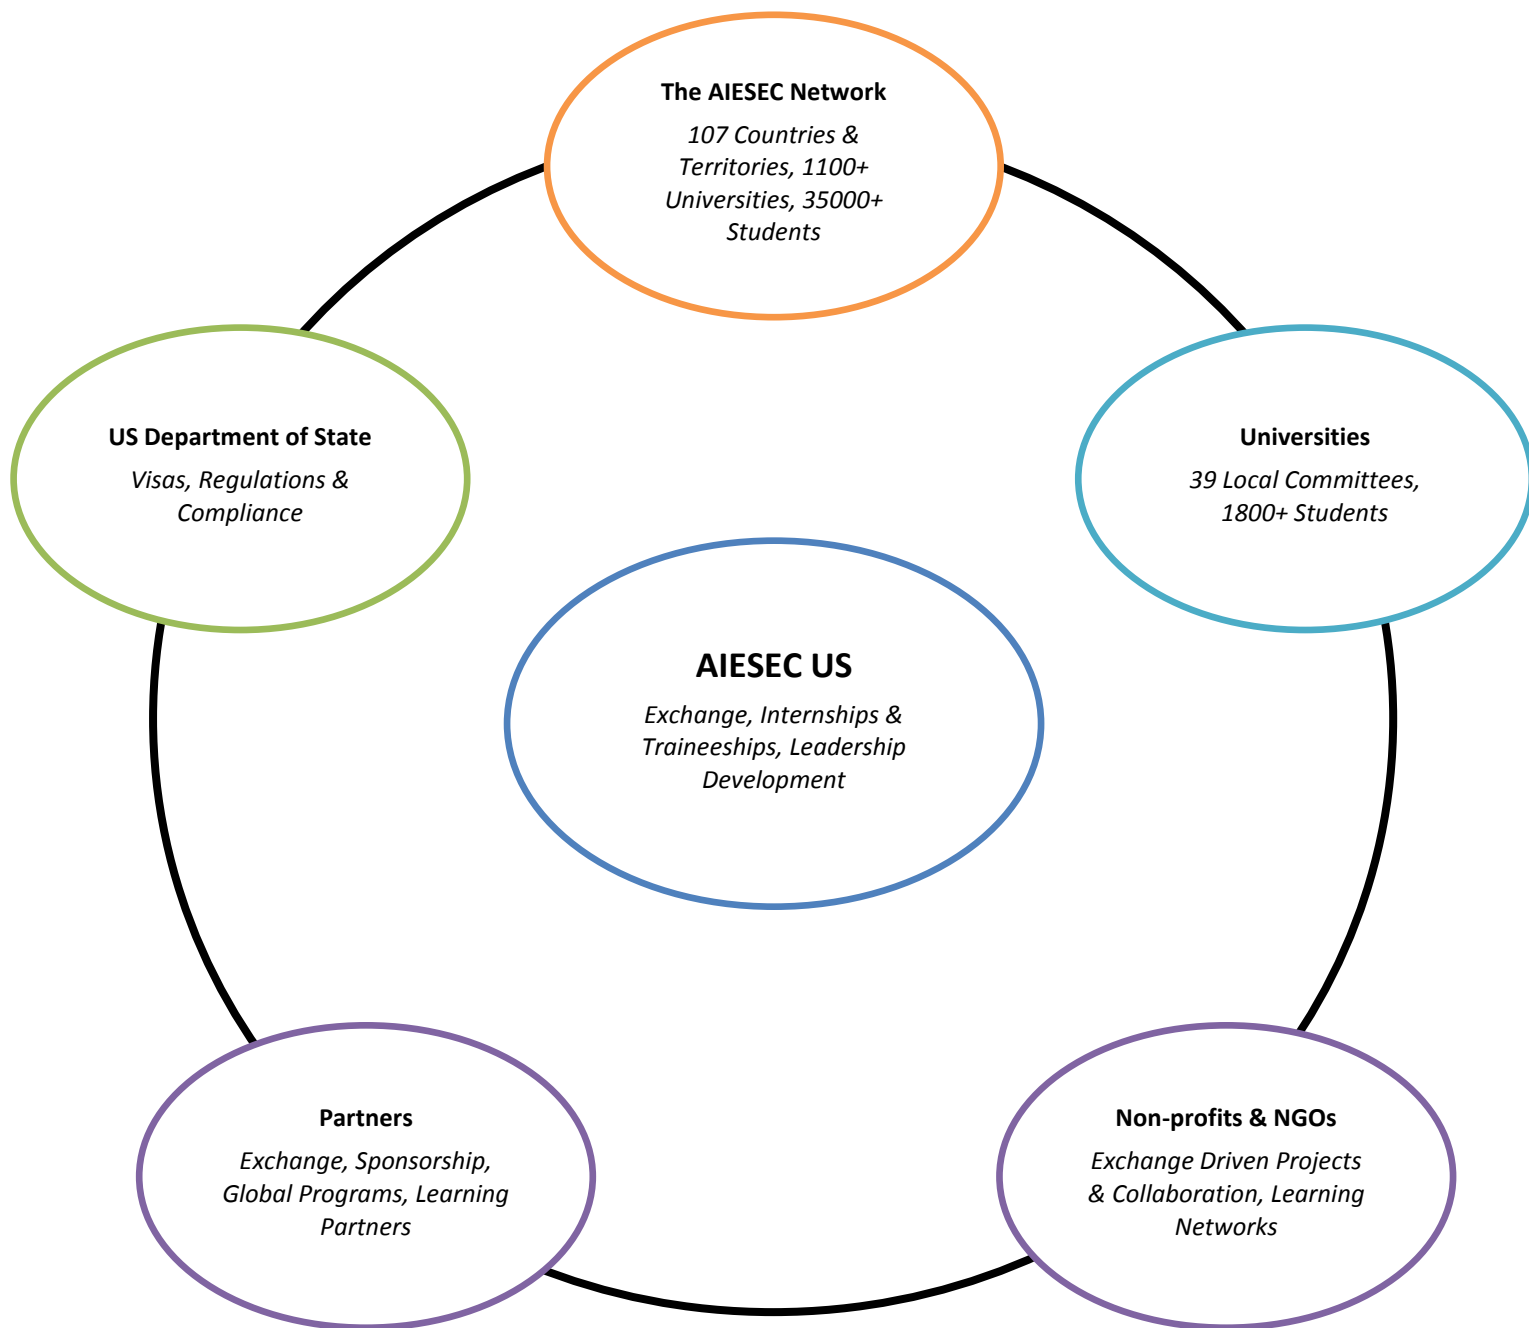 The AIESEC Network
107 Countries &
Territories, 1100+
Universities, 35000+
Students
US Department of State
Visas, Regulations &
Compliance
Universities
39 Local Committees,
1800+ Students
AIESEC US
Exchange, Internships &
Traineeships, Leadership
Development
Partners
Exchange, Sponsorship,
Global Programs, Learning
Partners
Non-profits & NGOs
Exchange Driven Projects
& Collaboration, Learning
Networks